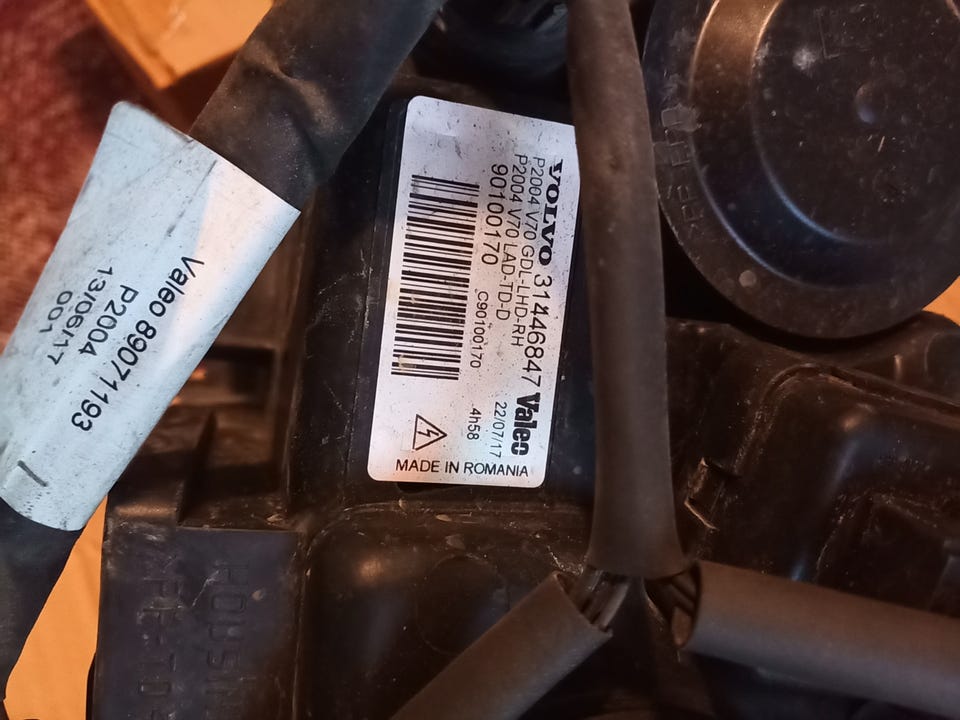 VOLVO 31446847 Valeo
P2004 V70 GDL-LHD-RH 22/07/17
P2004 V70 LAD-TD-D
90100170 C90100170 4h58
MADE IN ROMANIA
Valeo 89071193
P2004
13/06/17
001